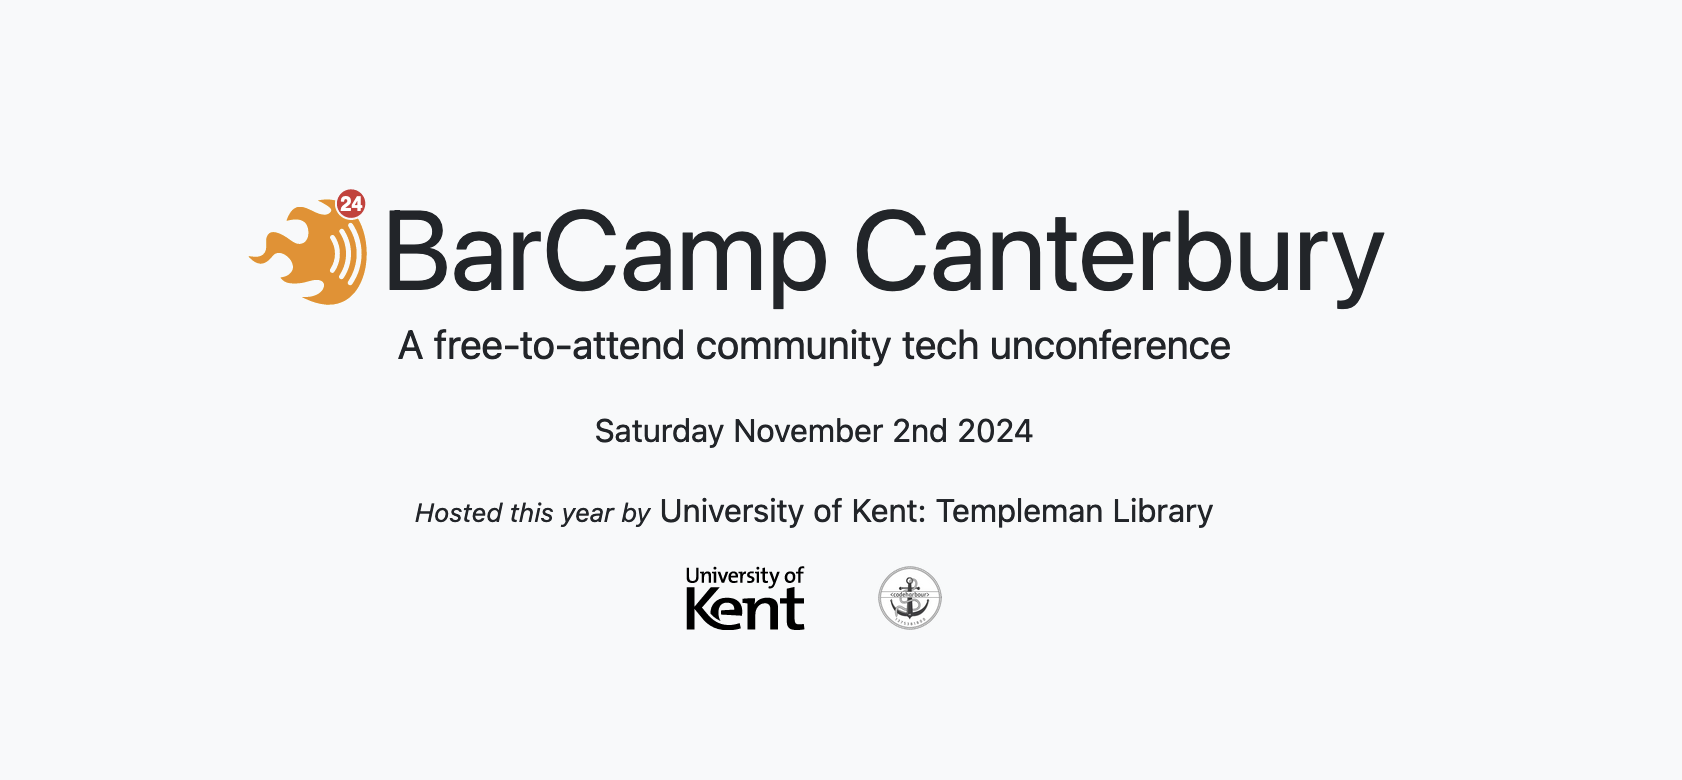 24
BarCamp Canterbury
A free-to-attend community tech unconference
Saturday November 2nd 2024
Hosted this year by University of Kent: Templeman Library
University of
Kent
<codeharbour>